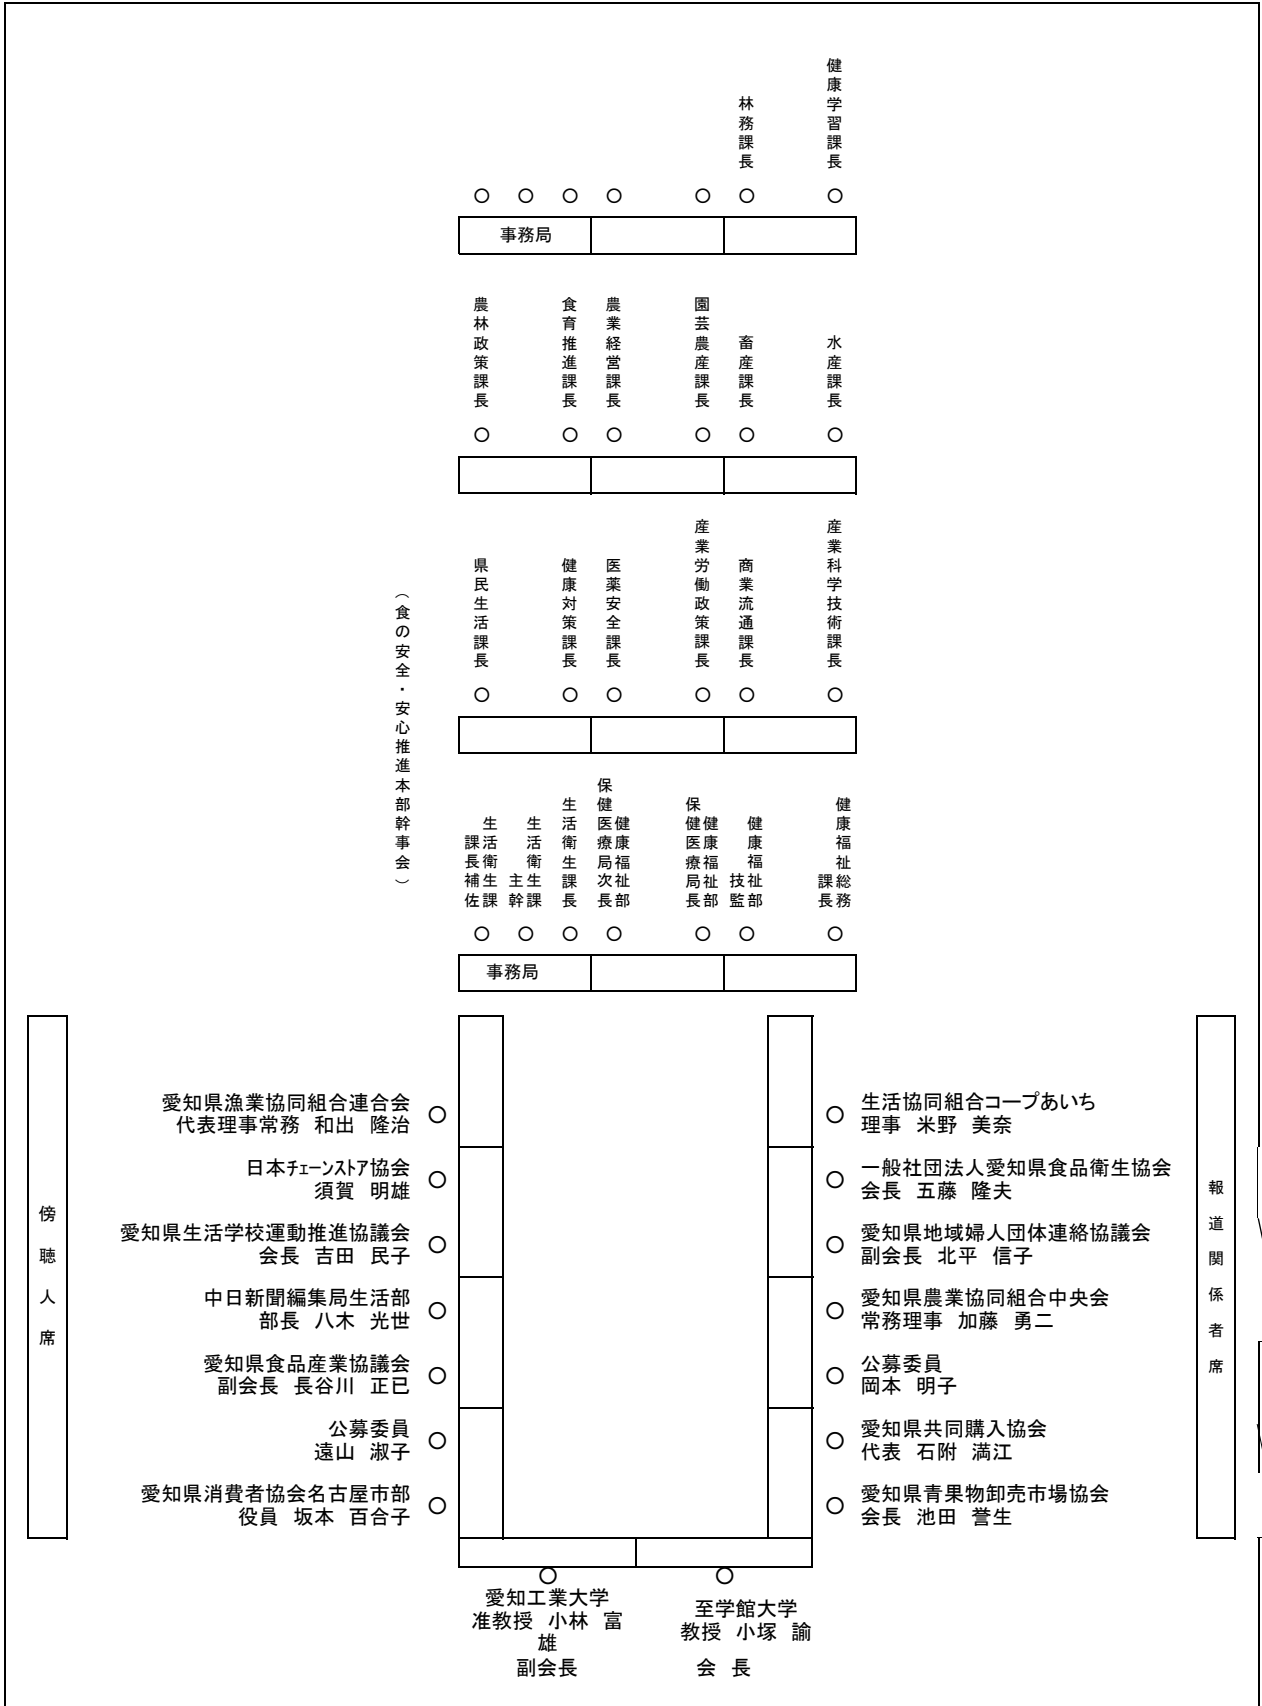 林務課長
健康学習課長
○ ○ ○ ○ ○ ○ ○
事務局
農林政策課長
食育推進課長
農業経営課長
園芸農産課長
畜産課長
水産課長
○ ○ ○ ○ ○ ○
(食の安全・安心推進本部幹事会)
県民生活課長
健康対策課長
医薬安全課長
産業労働政策課長
商業流通課長
産業科学技術課長
○ ○ ○ ○ ○ ○
生活衛生課
課長補佐
生活衛生課
主幹
生活衛生課長
健康福祉部
保健医療局次長
健康福祉部
保健医療局長
健康福祉部
技監
健康福祉総務
課長
○ ○ ○ ○ ○ ○ ○
事務局
傍聴人席
愛知県漁業協同組合連合会
代表理事常務 和出 隆治 ○
日本チェーンストア協会
須賀 明雄 ○
愛知県生活学校運動推進協議会
会長 吉田 民子 ○
中日新聞編集局生活部
部長 八木 光世 ○
愛知県食品産業協議会
副会長 長谷川 正己 ○
公募委員
遠山 淑子 ○
愛知県消費者協会名古屋市部
役員 坂本 百合子 ○
○ 生活協同組合コープあいち
理事 米野 美奈
○ 一般社団法人愛知県食品衛生協会
会長 五藤 隆夫
○ 愛知県地域婦人団体連絡協議会
副会長 北平 信子
○ 愛知県農業協同組合中央会
常務理事 加藤 勇二
○ 公募委員
岡本 明子
○ 愛知県共同購入協会
代表 石附 満江
○ 愛知県青果物卸売市場協会
会長 池田 誉生
報道関係者席
○ ○
愛知工業大学
准教授 小林 富
雄
副会長
至学館大学
教授 小塚 諭
会 長